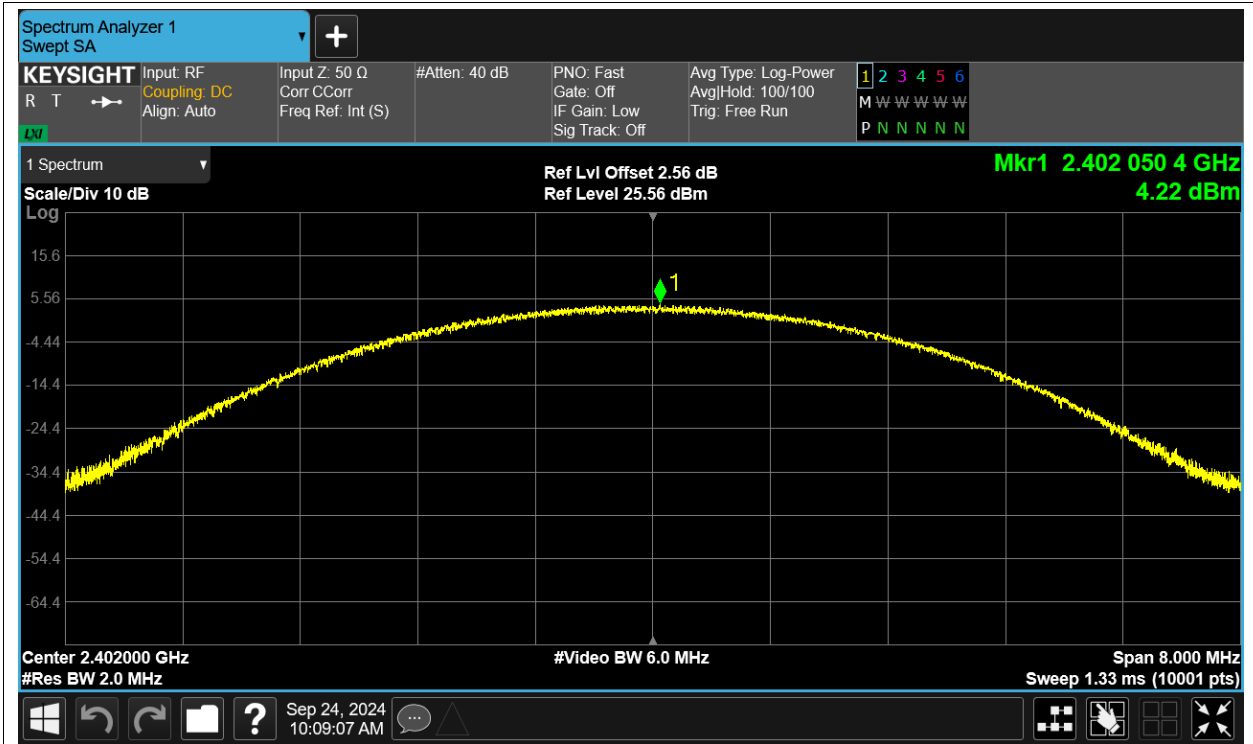 Spectrum Analyzer 1
Swept SA
KEYSIGHT
R T
LXI
Input: RF
Coupling: DC
Align: Auto
Input Z: 50 Ω
Corr CCorr
Freq Ref: Int (S)
#Atten: 40 dB
PNO: Fast
Gate: Off
IF Gain: Low
Sig Track: Off
Avg Type: Log-Power
Avg|Hold: 100/100
Trig: Free Run
1 2 3 4 5 6
M W W W W W
P N N N N N
1 Spectrum
Scale/Div 10 dB
Log
Ref Lvl Offset 2.56 dB
Ref Level 25.56 dBm
Mkr1 2.402 050 4 GHz
4.22 dBm
1
15.6
5.56
-4.44
-14.4
-24.4
-34.4
-44.4
-54.4
-64.4
Center 2.402000 GHz
#Video BW 6.0 MHz
Span 8.000 MHz
#Res BW 2.0 MHz
Sweep 1.33 ms (10001 pts)
?
Sep 24, 2024
10:09:07 AM